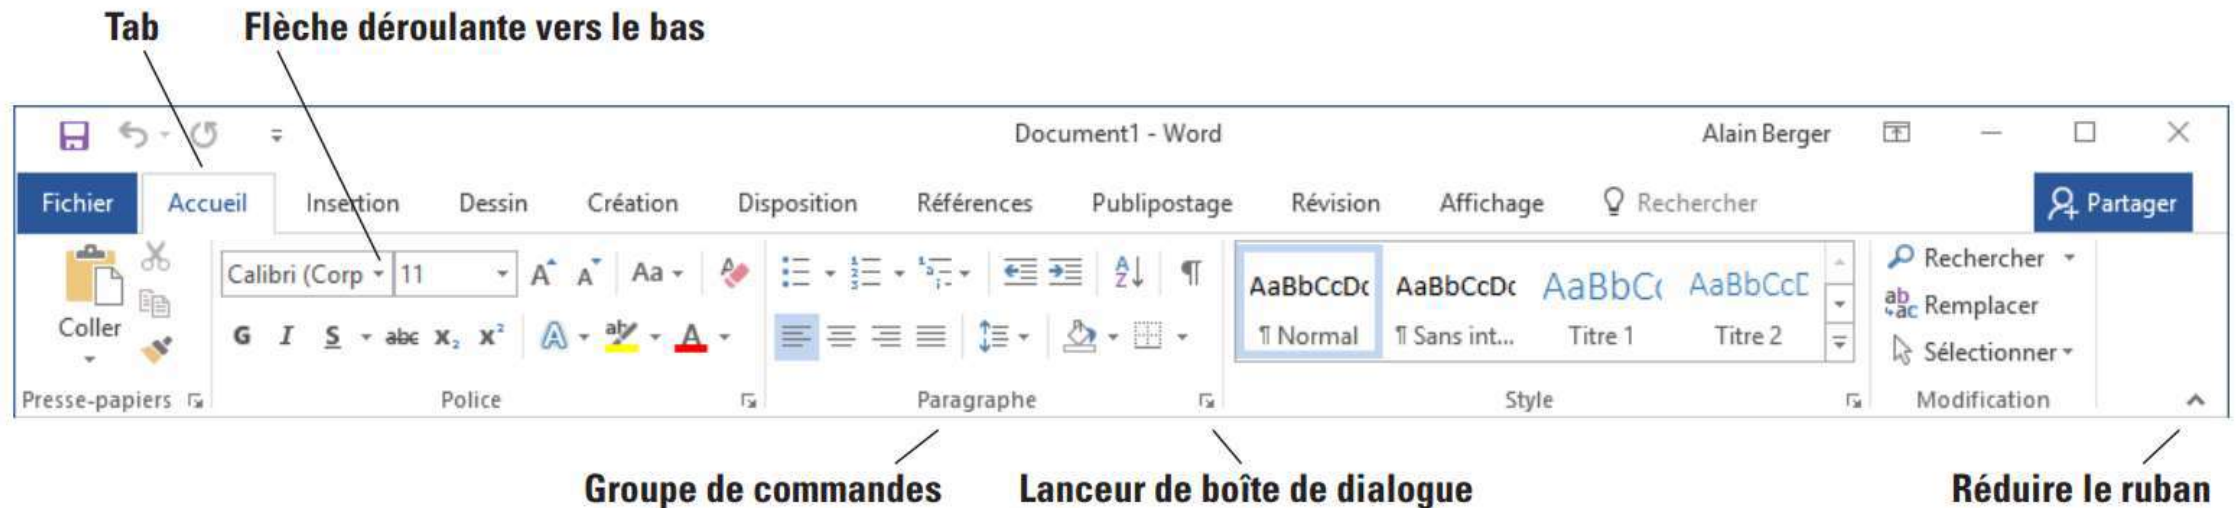 Tab Flèche déroulante vers le bas
Document1 - Word Alain Berger
Fichier Accueil Insertion Dessin Création Disposition Références Publipostage Révision Affichage Rechercher Partager
Calibri (Corp 11 A A Aa A A Z ¶ AaBbCcDc AaBbCcDc AaBbC( AaBbCcD Rechercher
Coller G I S abc X₂ X² A ab A ¶ Normal ¶ Sans int... Titre 1 Titre 2 ab ac Remplacer
Sélectionner
Presse-papiers Police Paragraphe Style Modification
Groupe de commandes Lanceur de boîte de dialogue Réduire le ruban